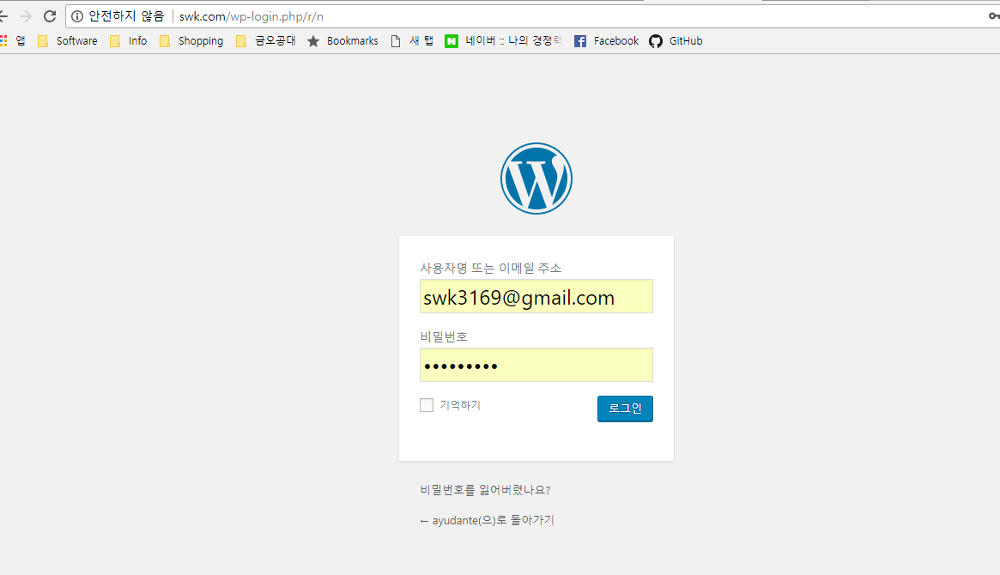 안전하지 않음 swk.com/wp-login.php/r/n
앱 Software Info Shopping 금오공대 Bookmarks 새 탭 네이버 :: 나의 경쟁력 Facebook GitHub
사용자명 또는 이메일 주소
swk3169@gmail.com
비밀번호
•••••••••
기억하기 로그인
비밀번호를 잃어버렸나요?
← ayudante(으)로 돌아가기